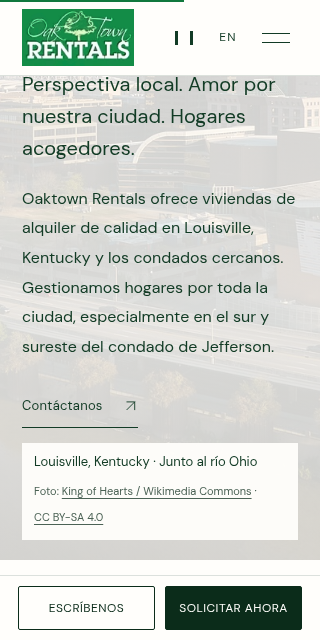 Oak Town
RENTALS
EN
Perspectiva local. Amor por
nuestra ciudad. Hogares
acogedores.
Oaktown Rentals ofrece viviendas de
alquiler de calidad en Louisville,
Kentucky y los condados cercanos.
Gestionamos hogares por toda la
ciudad, especialmente en el sur y
sureste del condado de Jefferson.
Contáctanos
Louisville, Kentucky · Junto al río Ohio
Foto: King of Hearts / Wikimedia Commons ·
CC BY-SA 4.0
ESCRÍBENOS
SOLICITAR AHORA